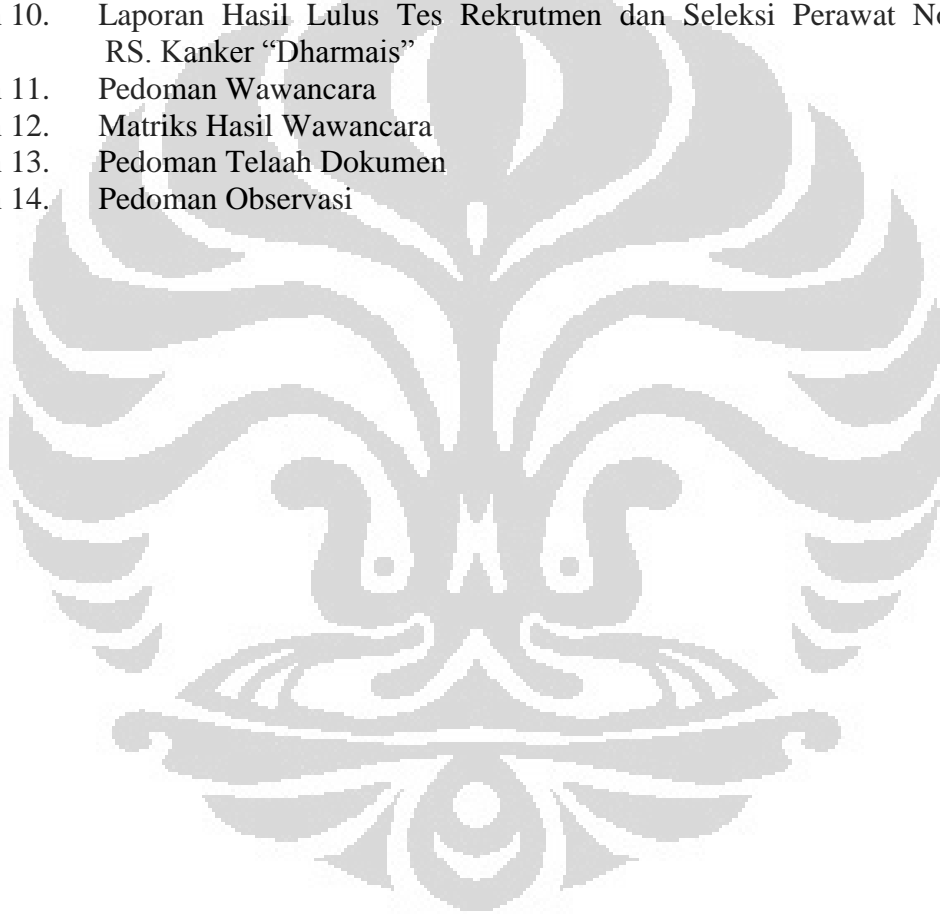 10. Laporan Hasil Lulus Tes Rekrutmen dan Seleksi Perawat
RS. Kanker “Dharmais”
11. Pedoman Wawancara
12. Matriks Hasil Wawancara
13. Pedoman Telaah Dokumen
14. Pedoman Observasi